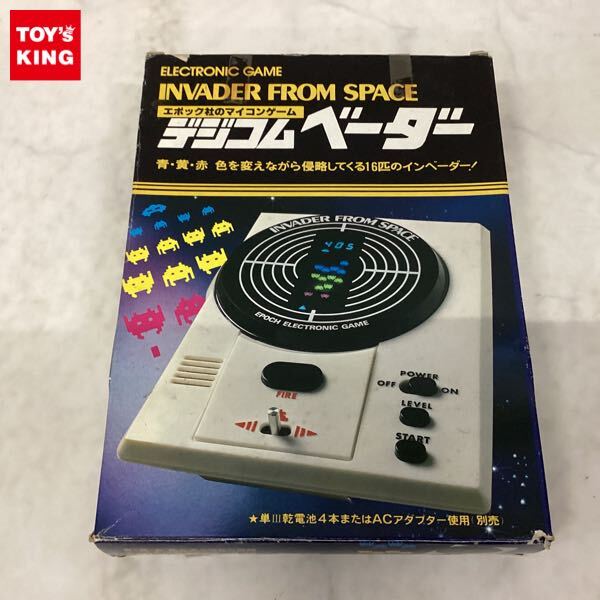 TOY'S
KING
ELECTRONIC GAME
INVADER FROM SPACE
エポック社のマイコンゲーム
デジコムベーダー
青・黄・赤 色を変えながら侵略してくる16匹のインベーダー!
INVADER FROM SPACE
405
EPOCH ELECTRONIC GAME
FIRE
POWER
OFF ON
LEVEL
START
★単III乾電池4本またはACアダプター使用(別売)